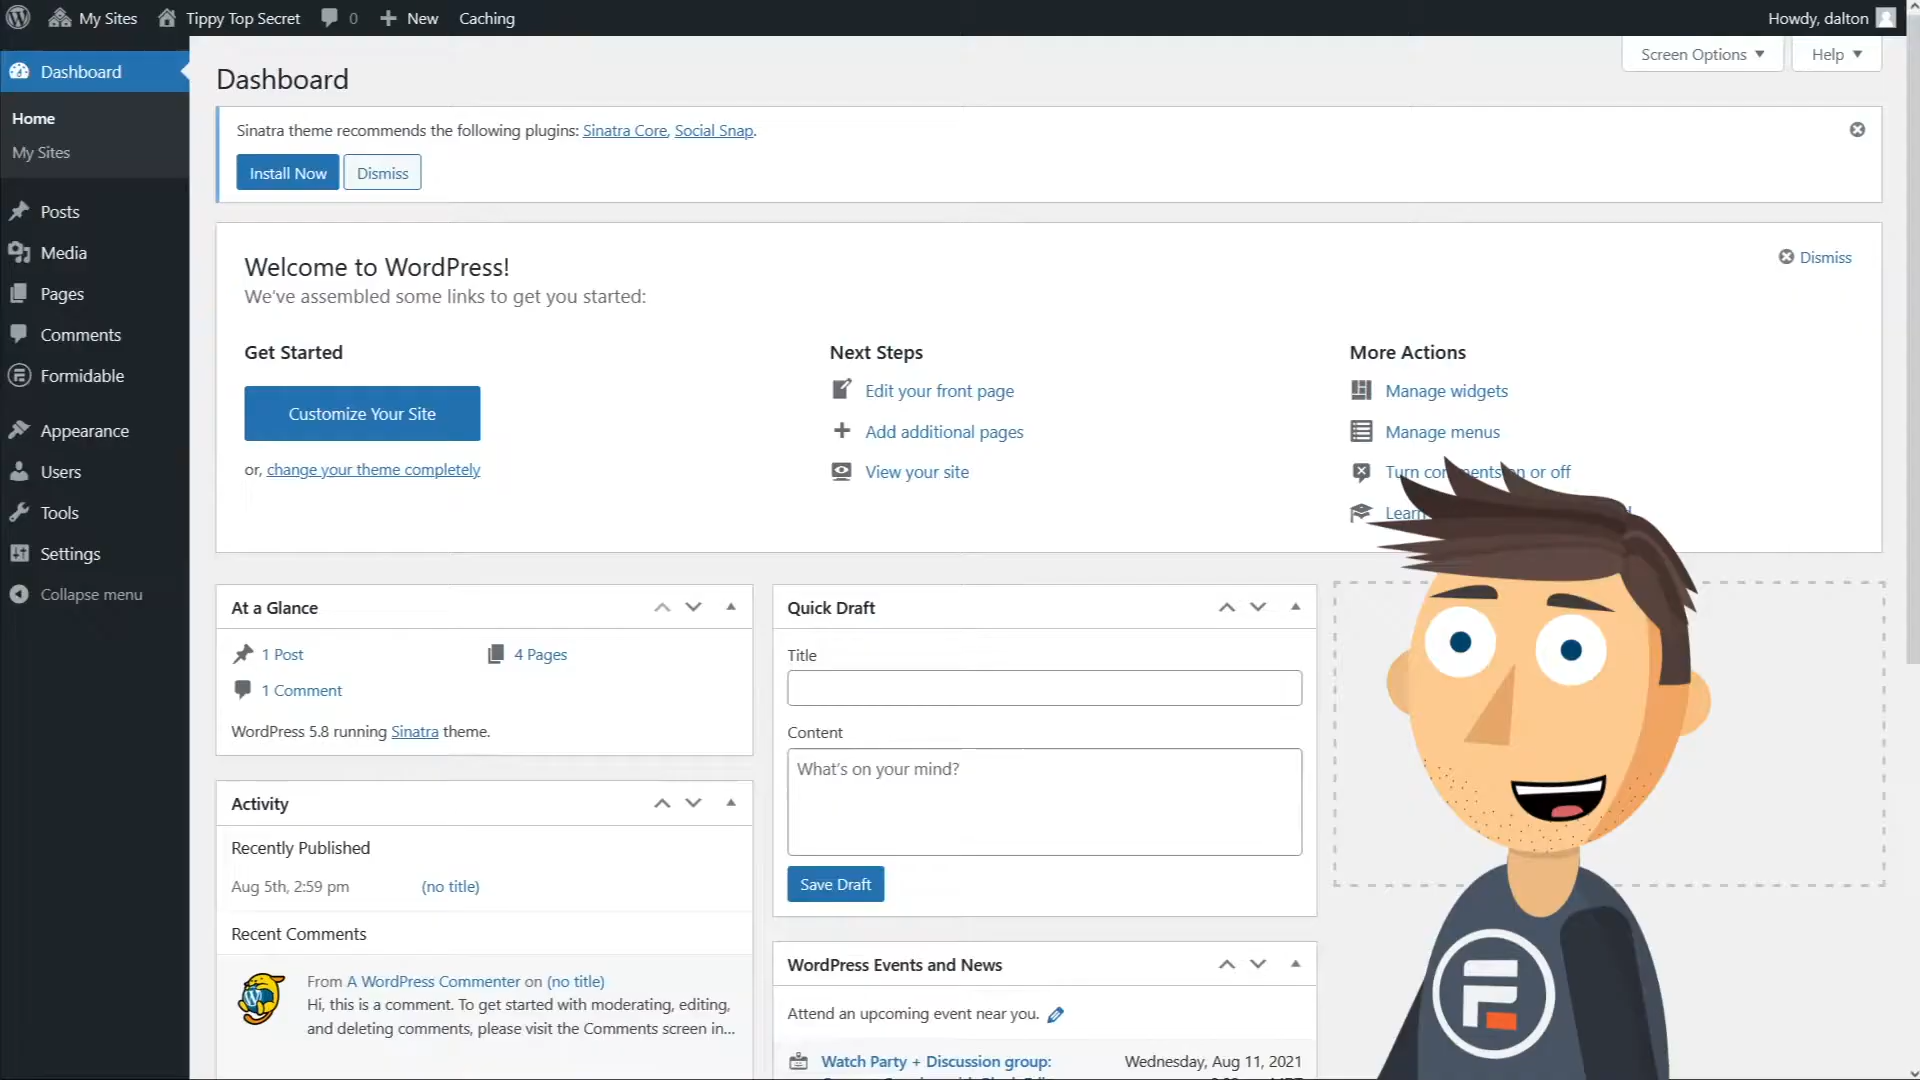 My Sites
Tippy Top Secret
0
New
Caching
Howdy, dalton
Dashboard
Home
My Sites
Posts
Media
Pages
Comments
Formidable
Appearance
Users
Tools
Settings
Collapse menu
Screen Options
Help
Dashboard
Sinatra theme recommends the following plugins: Sinatra Core, Social Snap.
Install Now
Dismiss
Welcome to WordPress!
We've assembled some links to get you started:
Dismiss
Get Started
Customize Your Site
or, change your theme completely
Next Steps
Edit your front page
Add additional pages
View your site
More Actions
Manage widgets
Manage menus
Turn comments on or off
Learn
At a Glance
1 Post
4 Pages
1 Comment
WordPress 5.8 running Sinatra theme.
Activity
Recently Published
Aug 5th, 2:59 pm
(no title)
Recent Comments
From A WordPress Commenter on (no title)
Hi, this is a comment. To get started with moderating, editing,
and deleting comments, please visit the Comments screen in...
Quick Draft
Title
Content
What's on your mind?
Save Draft
WordPress Events and News
Attend an upcoming event near you.
Watch Party + Discussion group:
Wednesday, Aug 11, 2021